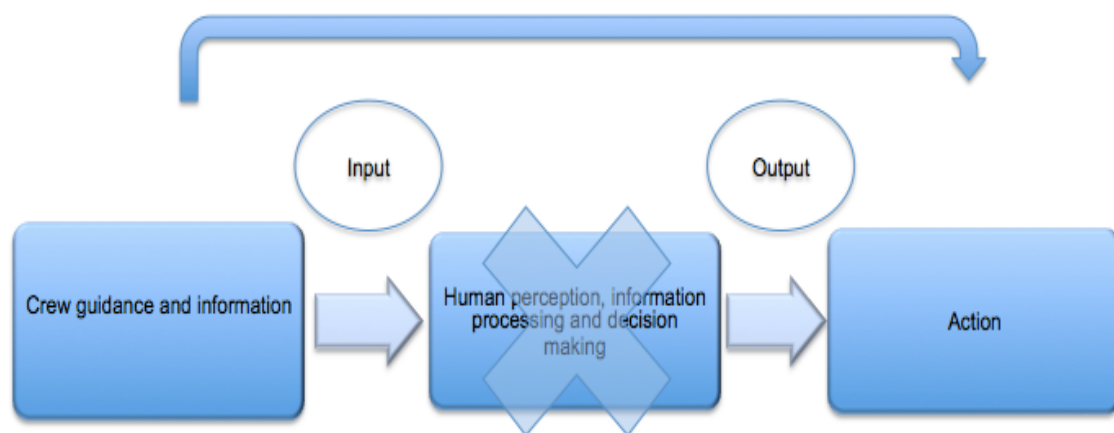 Input
Output
Crew guidance and information
Human perception, information
processing and decision
making
Action